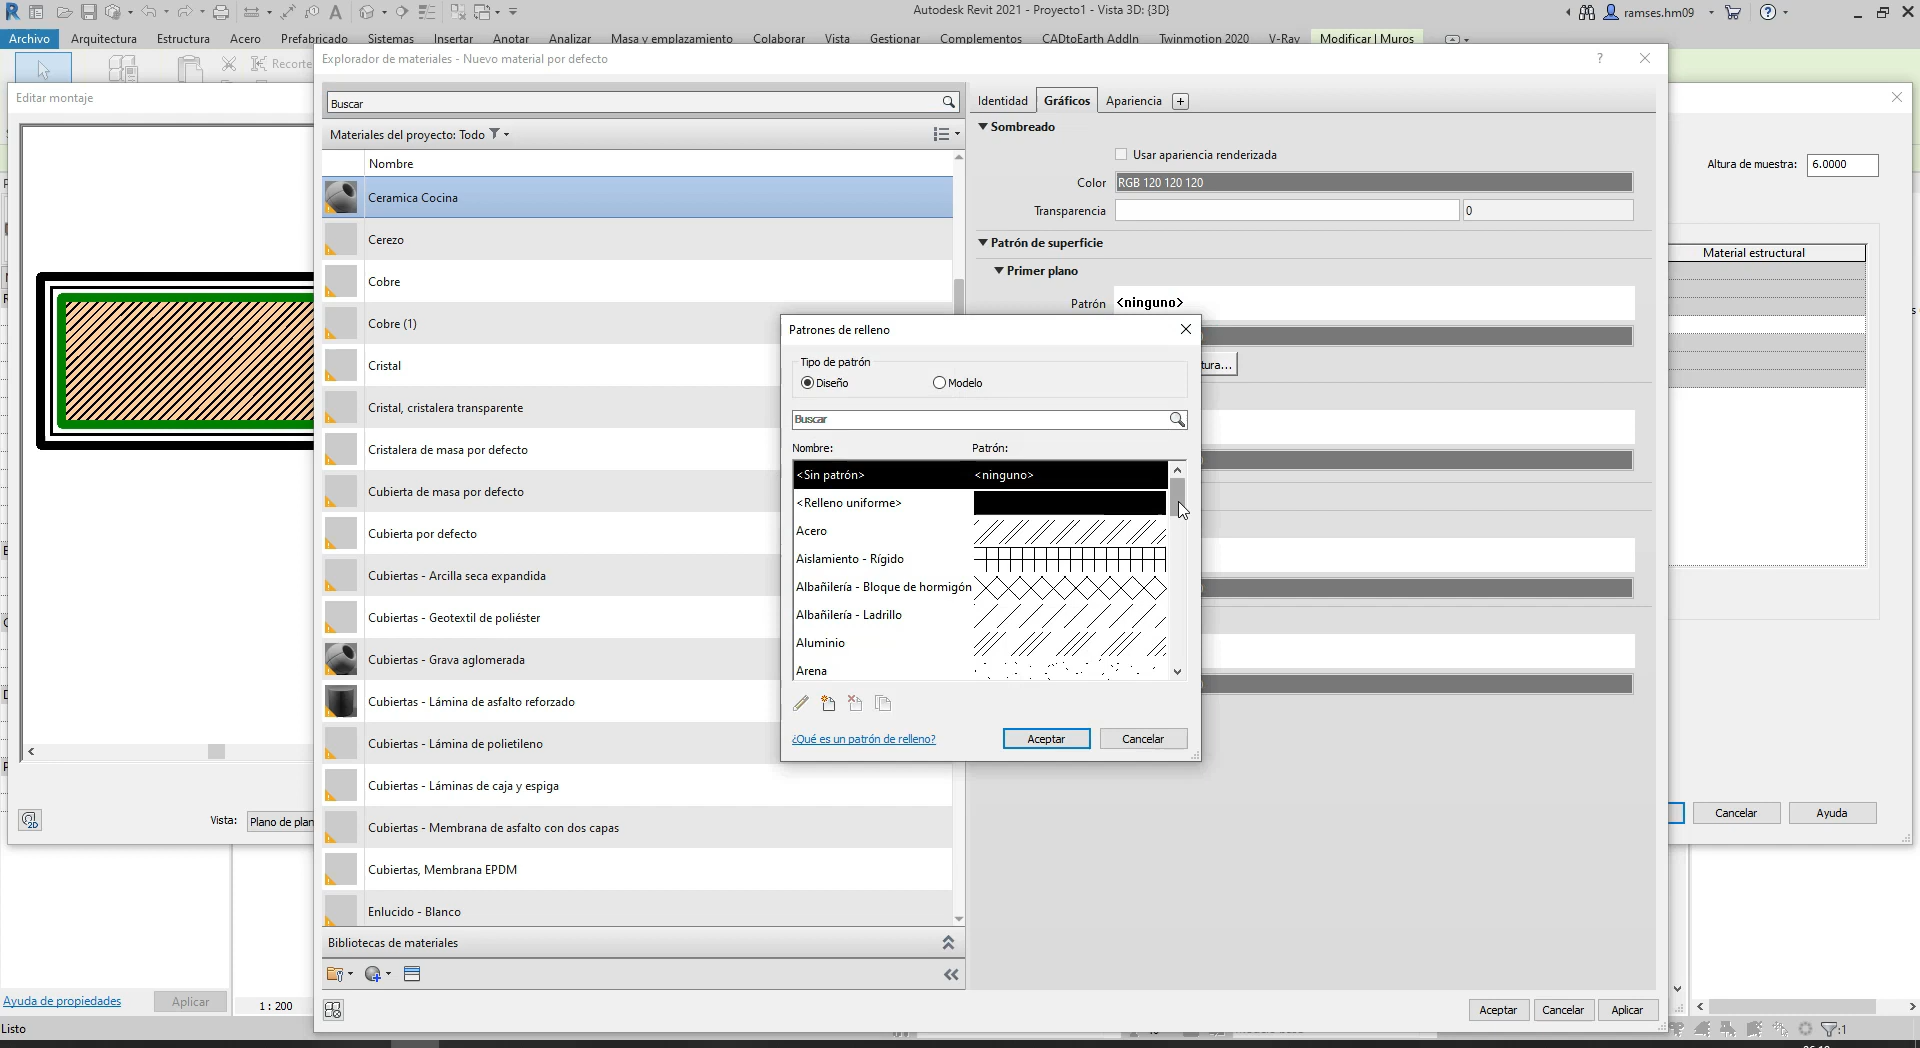 Autodesk Revit 2021 - Proyecto1 - Vista 3D: {3D}
ramses.hm09
Archivo Arquitectura Estructura Acero Prefabricado Sistemas Insertar Anotar Analizar Masa y emplazamiento Colaborar Vista Gestionar Complementos CADtoEarth AddIn Twinmotion 2020 V-Ray Modificar | Muros
Recorte
Explorador de materiales - Nuevo material por defecto
Editar montaje
Buscar
Materiales del proyecto: Todo
Nombre
Ceramica Cocina
Cerezo
Cobre
Cobre (1)
Cristal
Cristal, cristalera transparente
Cristalera de masa por defecto
Cubierta de masa por defecto
Cubierta por defecto
Cubiertas - Arcilla seca expandida
Cubiertas - Geotextil de poliéster
Cubiertas - Grava aglomerada
Cubiertas - Lámina de asfalto reforzado
Cubiertas - Lámina de polietileno
Cubiertas - Láminas de caja y espiga
Cubiertas - Membrana de asfalto con dos capas
Cubiertas, Membrana EPDM
Enlucido - Blanco
Bibliotecas de materiales
Identidad Gráficos Apariencia
Sombreado
Usar apariencia renderizada
Color RGB 120 120 120
Transparencia 0
Patrón de superficie
Primer plano
Patrón <ninguno>
tura...
Patrones de relleno
Tipo de patrón
Diseño Modelo
Buscar
Nombre: Patrón:
<Sin patrón> <ninguno>
<Relleno uniforme>
Acero
Aislamiento - Rígido
Albañilería - Bloque de hormigón
Albañilería - Ladrillo
Aluminio
Arena
¿Qué es un patrón de relleno?
Aceptar Cancelar
Altura de muestra: 6.0000
Material estructural
Cancelar Ayuda
Vista: Plano de plan
Ayuda de propiedades Aplicar
1 : 200
Aceptar Cancelar Aplicar
Listo
:1